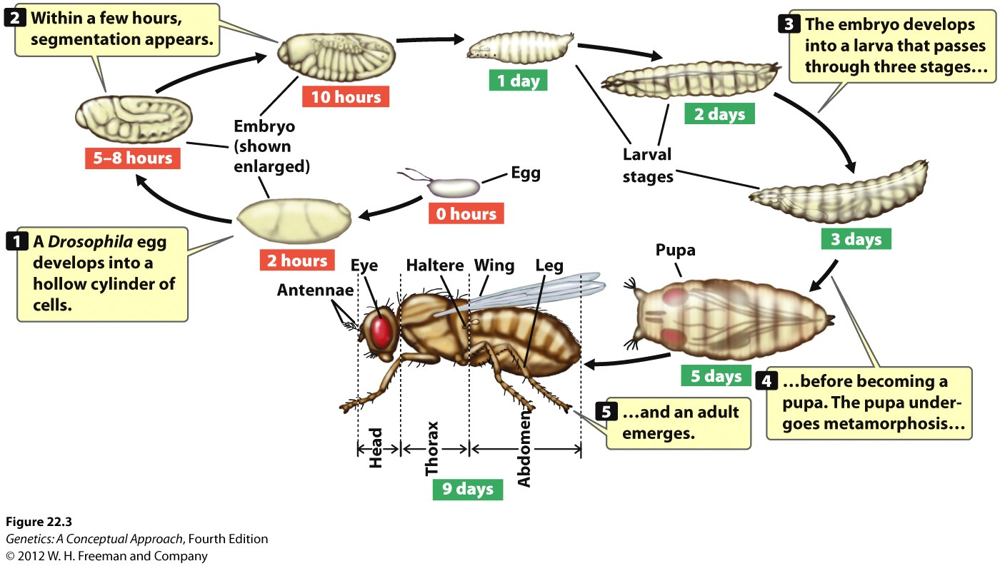 2 Within a few hours,
segmentation appears.
10 hours
1 day
2 days
3 The embryo develops
into a larva that passes
through three stages…
5–8 hours
Embryo
(shown
enlarged)
Larval
stages
Egg
0 hours
3 days
1 A Drosophila egg
develops into a
hollow cylinder of
cells.
2 hours
Pupa
5 days
4 …before becoming a
pupa. The pupa under-
goes metamorphosis…
Antennae
Eye
Haltere
Wing
Leg
5 …and an adult
emerges.
Head
Thorax
Abdomen
9 days
Figure 22.3
Genetics: A Conceptual Approach, Fourth Edition
© 2012 W. H. Freeman and Company